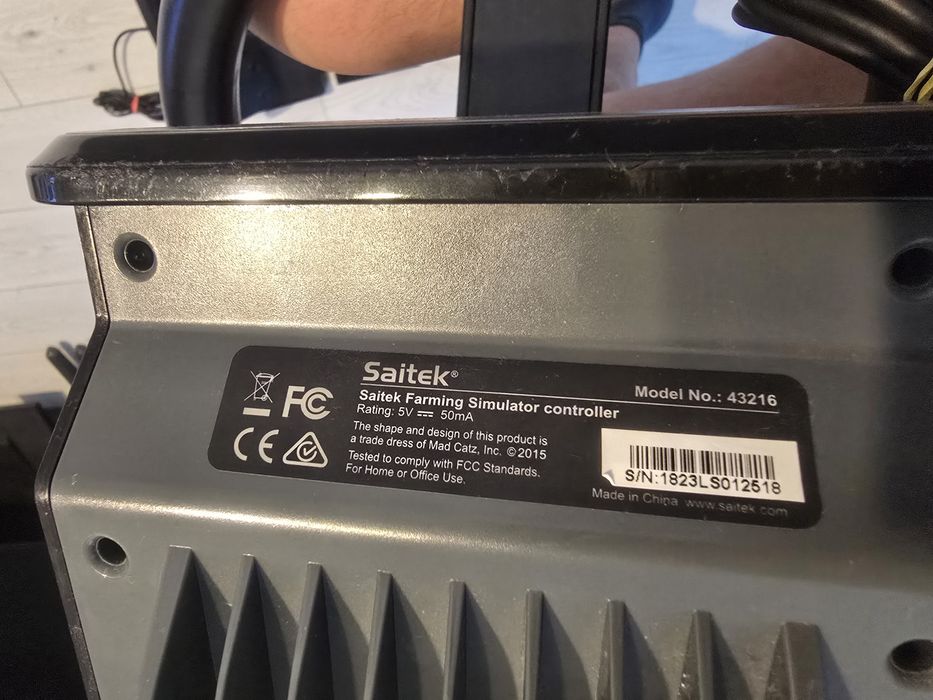 Saitek®
Model No.: 43216
Saitek Farming Simulator controller
Rating: 5V ⎓ 50mA
The shape and design of this product is
a trade dress of Mad Catz, Inc. ©2015
Tested to comply with FCC Standards.
For Home or Office Use.
FC
CE
S/N:1823LS012518
Made in China www.saitek.com